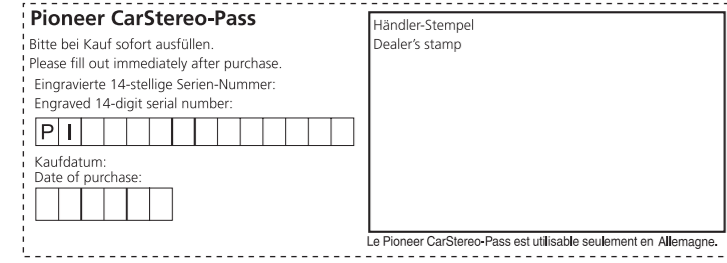 Pioneer CarStereo-Pass
Bitte bei Kauf sofort ausfüllen.
Please fill out immediately after purchase.
Eingravierte 14-stellige Serien-Nummer:
Engraved 14-digit serial number:
P I
Kaufdatum:
Date of purchase:
Händler-Stempel
Dealer's stamp
Le Pioneer CarStereo-Pass est utilisable seulement en Allemagne.